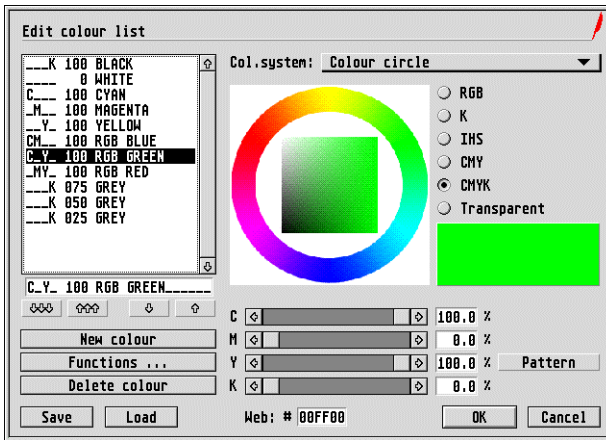 Edit colour list
___K 100 BLACK
____   0 WHITE
C___ 100 CYAN
_M__ 100 MAGENTA
__Y_ 100 YELLOW
CM__ 100 RGB BLUE
C_Y_ 100 RGB GREEN
_MY_ 100 RGB RED
___K 075 GREY
___K 050 GREY
___K 025 GREY
C_Y_ 100 RGB GREEN______
New colour
Functions ...
Delete colour
Save Load
Col.system: Colour circle
RGB
K
IHS
CMY
CMYK
Transparent
C 100.0 %
M 0.0 %
Y 100.0 % Pattern
K 0.0 %
Web: # 00FF00 OK Cancel